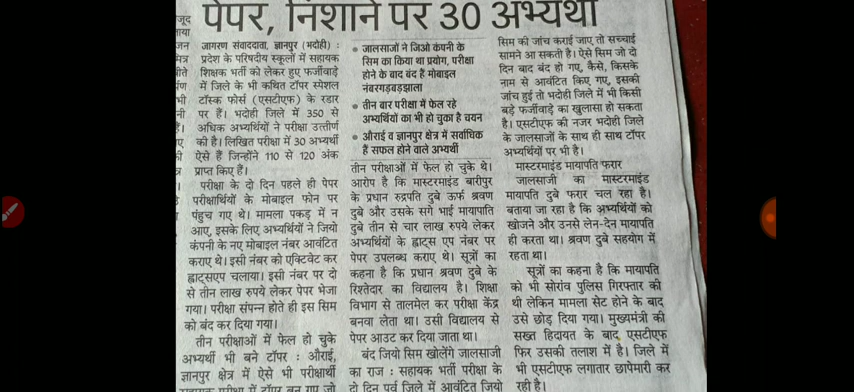 पेपर, निशाने पर 30 अभ्यर्थी
जागरण संवाददाता, ज्ञानपुर (भदोही) :
प्रदेश के परिषदीय स्कूलों में सहायक
शिक्षक भर्ती को लेकर हुए फर्जीवाड़े
में जिले के भी कथित टॉपर स्पेशल
टॉस्क फोर्स (एसटीएफ) के रडार
पर हैं। भदोही जिले में 350 से
अधिक अभ्यर्थियों ने परीक्षा उत्तीर्ण
की है। लिखित परीक्षा में 30 अभ्यर्थी
ऐसे हैं जिन्होंने 110 से 120 अंक
प्राप्त किए हैं।
परीक्षा के दो दिन पहले ही पेपर
परीक्षार्थियों के मोबाइल फोन पर
पंहुच गए थे। मामला पकड़ में न
आए, इसके लिए अभ्यर्थियों ने जियो
कंपनी के नए मोबाइल नंबर आवंटित
कराए थे। इसी नंबर को एक्टिवेट कर
ह्वाट्सएप चलाया। इसी नंबर पर दो
से तीन लाख रुपये लेकर पेपर भेजा
गया। परीक्षा संपन्न होते ही इस सिम
को बंद कर दिया गया।
तीन परीक्षाओं में फेल हो चुके
अभ्यर्थी भी बने टॉपर : औराई,
ज्ञानपुर क्षेत्र में ऐसे भी परीक्षार्थी
सहायक परीक्षा में टॉपर बन गए जो
जालसाजों ने जिओ कंपनी के
सिम का किया था प्रयोग, परीक्षा
होने के बाद बंद हैं मोबाइल
नंबरगड़बड़झाला
तीन बार परीक्षा में फेल रहे
अभ्यर्थियों का भी हो चुका है चयन
औराई व ज्ञानपुर क्षेत्र में सर्वाधिक
हैं सफल होने वाले अभ्यर्थी
तीन परीक्षाओं में फेल हो चुके थे।
आरोप है कि मास्टरमाइंड बारीपुर
के प्रधान रुद्रपति दुबे ऊर्फ श्रवण
दुबे और उसके सगे भाई मायापति
दुबे तीन से चार लाख रुपये लेकर
अभ्यर्थियों के ह्वाट्स एप नंबर पर
पेपर उपलब्ध कराए थे। सूत्रों का
कहना है कि प्रधान श्रवण दुबे के
रिश्तेदार का विद्यालय है। शिक्षा
विभाग से तालमेल कर परीक्षा केंद्र
बनवा लेता था। उसी विद्यालय से
पेपर आउट कर दिया जाता था।
बंद जियो सिम खोलेंगे जालसाजी
का राज : सहायक भर्ती परीक्षा के
दो दिन पूर्व जिले में आवंटित जियो
सिम की जांच कराई जाए तो सच्चाई
सामने आ सकती है। ऐसे सिम जो दो
दिन बाद बंद हो गए, कैसे, किसके
नाम से आवंटित किए गए, इसकी
जांच हुई तो भदोही जिले में भी किसी
बड़े फर्जीवाड़े का खुलासा हो सकता
है। एसटीएफ की नजर भदोही जिले
के जालसाजों के साथ ही साथ टॉपर
अभ्यर्थियों पर भी है।
मास्टरमाइंड मायापति फरार
जालसाजी का मास्टरमाइंड
मायापति दुबे फरार चल रहा है।
बताया जा रहा है कि अभ्यर्थियों को
खोजने और उनसे लेन-देन मायापति
ही करता था। श्रवण दुबे सहयोग में
रहता था।
सूत्रों का कहना है कि मायापति
को भी सोरांव पुलिस गिरफ्तार की
थी लेकिन मामला सेट होने के बाद
उसे छोड़ दिया गया। मुख्यमंत्री की
सख्त हिदायत के बाद एसटीएफ
फिर उसकी तलाश में है। जिले में
भी एसटीएफ लगातार छापेमारी कर
रही है।